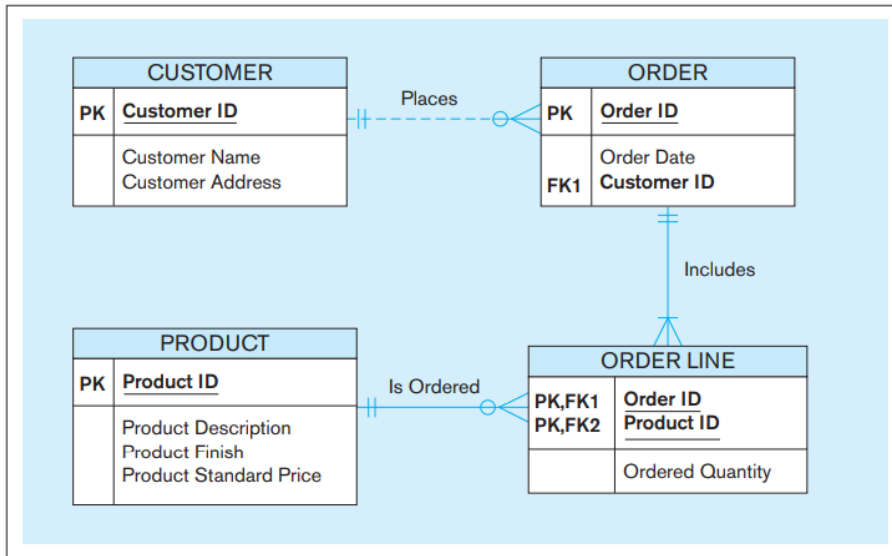 CUSTOMER
PK Customer ID
Customer Name
Customer Address
Places
ORDER
PK Order ID
Order Date
FK1 Customer ID
Includes
PRODUCT
PK Product ID
Product Description
Product Finish
Product Standard Price
Is Ordered
ORDER LINE
PK,FK1 Order ID
PK,FK2 Product ID
Ordered Quantity